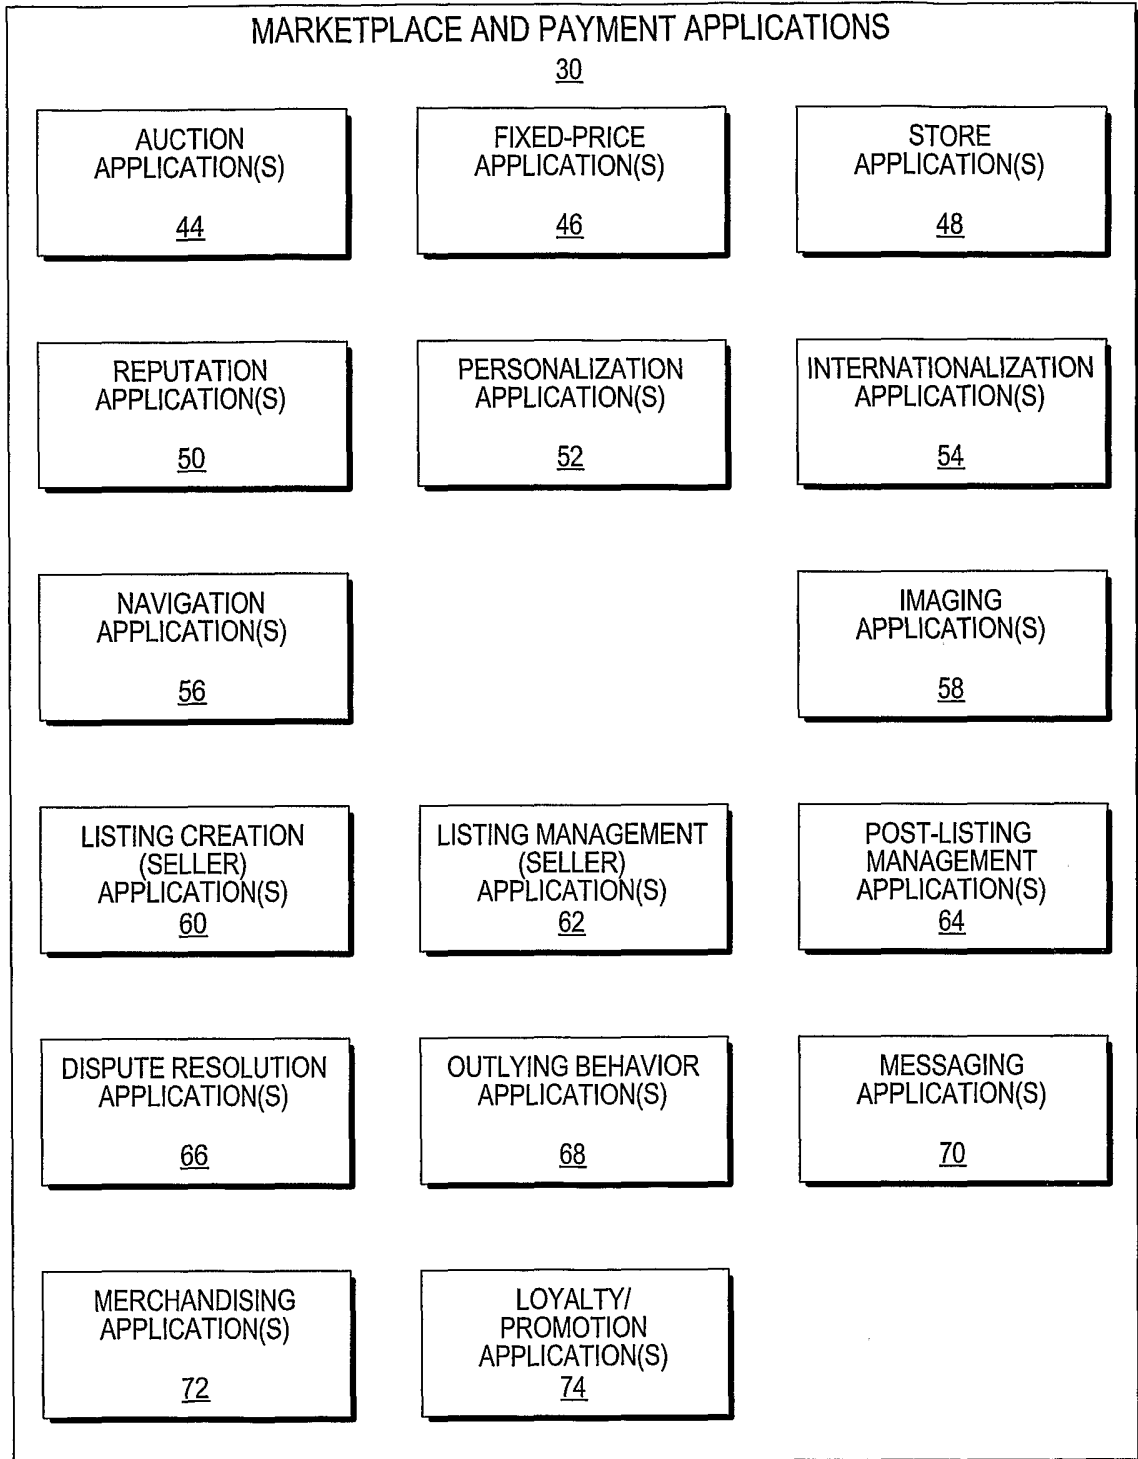 MARKETPLACE AND PAYMENT APPLICATIONS
30
AUCTION
APPLICATION(S)
44
FIXED-PRICE
APPLICATION(S)
46
STORE
APPLICATION(S)
48
REPUTATION
APPLICATION(S)
50
PERSONALIZATION
APPLICATION(S)
52
INTERNATIONALIZATION
APPLICATION(S)
54
NAVIGATION
APPLICATION(S)
56
IMAGING
APPLICATION(S)
58
LISTING CREATION
(SELLER)
APPLICATION(S)
60
LISTING MANAGEMENT
(SELLER)
APPLICATION(S)
62
POST-LISTING
MANAGEMENT
APPLICATION(S)
64
DISPUTE RESOLUTION
APPLICATION(S)
66
OUTLYING BEHAVIOR
APPLICATION(S)
68
MESSAGING
APPLICATION(S)
70
MERCHANDISING
APPLICATION(S)
72
LOYALTY/
PROMOTION
APPLICATION(S)
74